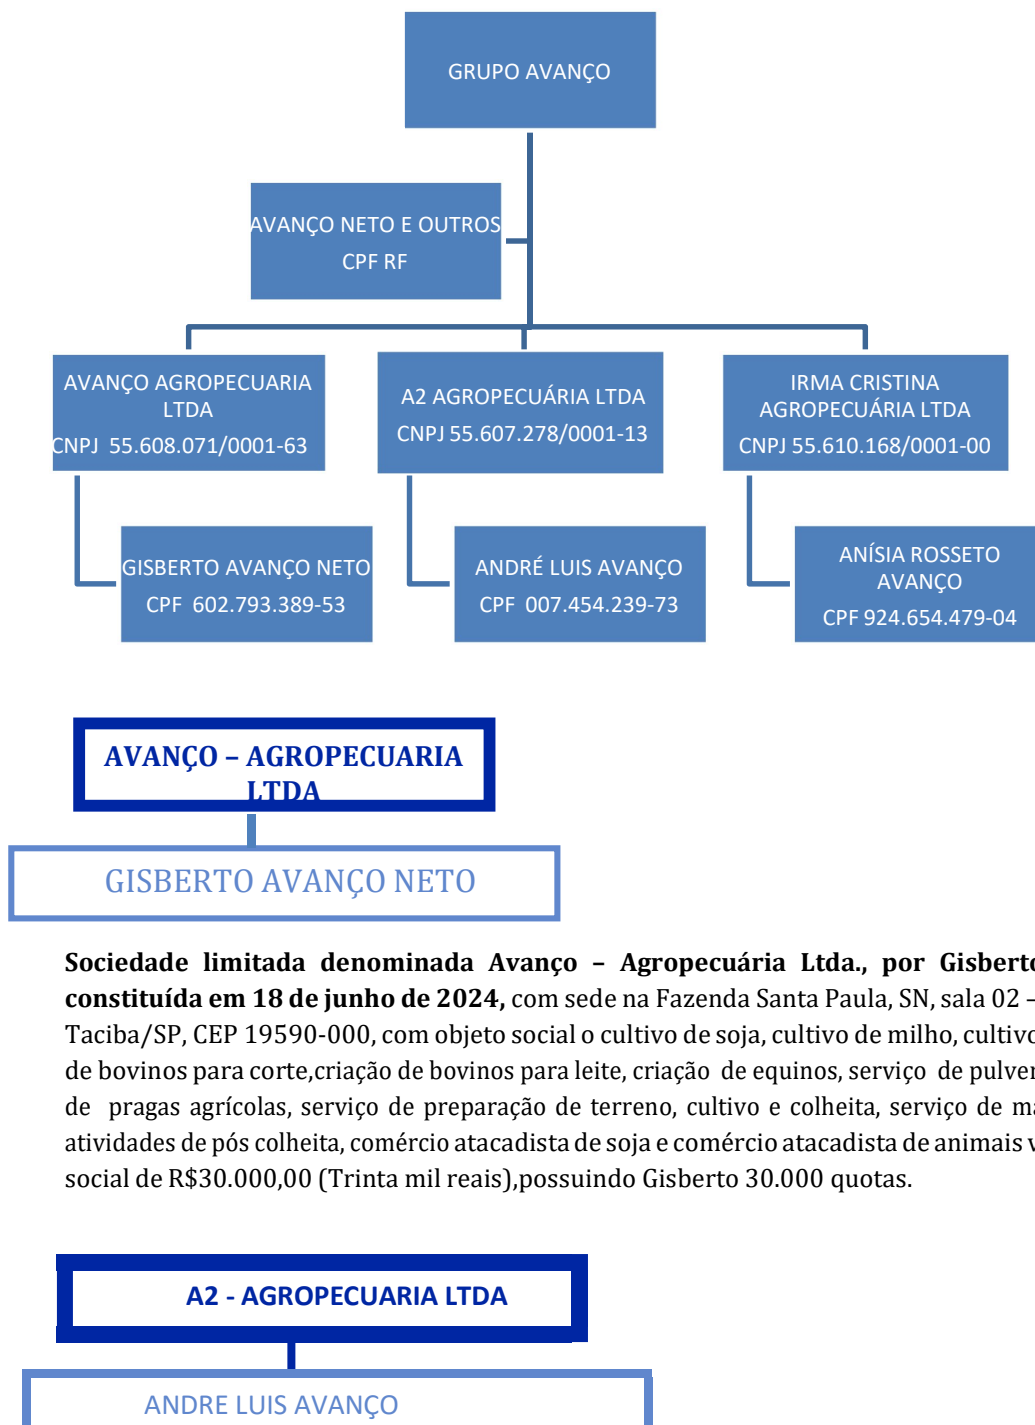 GRUPO AVANÇO
AVANÇO NETO E OUTROS
CPF RF
AVANÇO AGROPECUARIA
LTDA
CNPJ 55.608.071/0001-63
A2 AGROPECUÁRIA LTDA
CNPJ 55.607.278/0001-13
IRMA CRISTINA
AGROPECUÁRIA LTDA
CNPJ 55.610.168/0001-00
GISBERTO AVANÇO NETO
CPF 602.793.389-53
ANDRÉ LUIS AVANÇO
CPF 007.454.239-73
ANÍSIA ROSSETO
AVANÇO
CPF 924.654.479-04
AVANÇO – AGROPECUARIA
LTDA
GISBERTO AVANÇO NETO
Sociedade limitada denominada Avanço – Agropecuária Ltda., por Gisberto
constituída em 18 de junho de 2024, com sede na Fazenda Santa Paula, SN, sala 02 –
Taciba/SP, CEP 19590-000, com objeto social o cultivo de soja, cultivo de milho, cultivo
de bovinos para corte,criação de bovinos para leite, criação de equinos, serviço de pulver
de pragas agrícolas, serviço de preparação de terreno, cultivo e colheita, serviço de ma
atividades de pós colheita, comércio atacadista de soja e comércio atacadista de animais v
social de R$30.000,00 (Trinta mil reais),possuindo Gisberto 30.000 quotas.
A2 - AGROPECUARIA LTDA
ANDRE LUIS AVANÇO